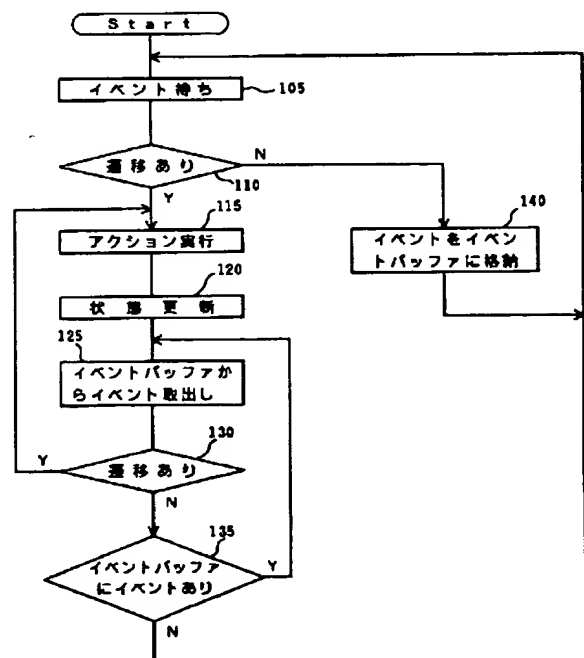 Start
イベント待ち
105
遷移あり
N
110
Y
115
アクション実行
140
イベントをイベン
トバッファに格納
120
状態更新
125
イベントバッファか
らイベント取出し
130
Y
遷移あり
N
135
イベントバッファ
にイベントあり
Y
N